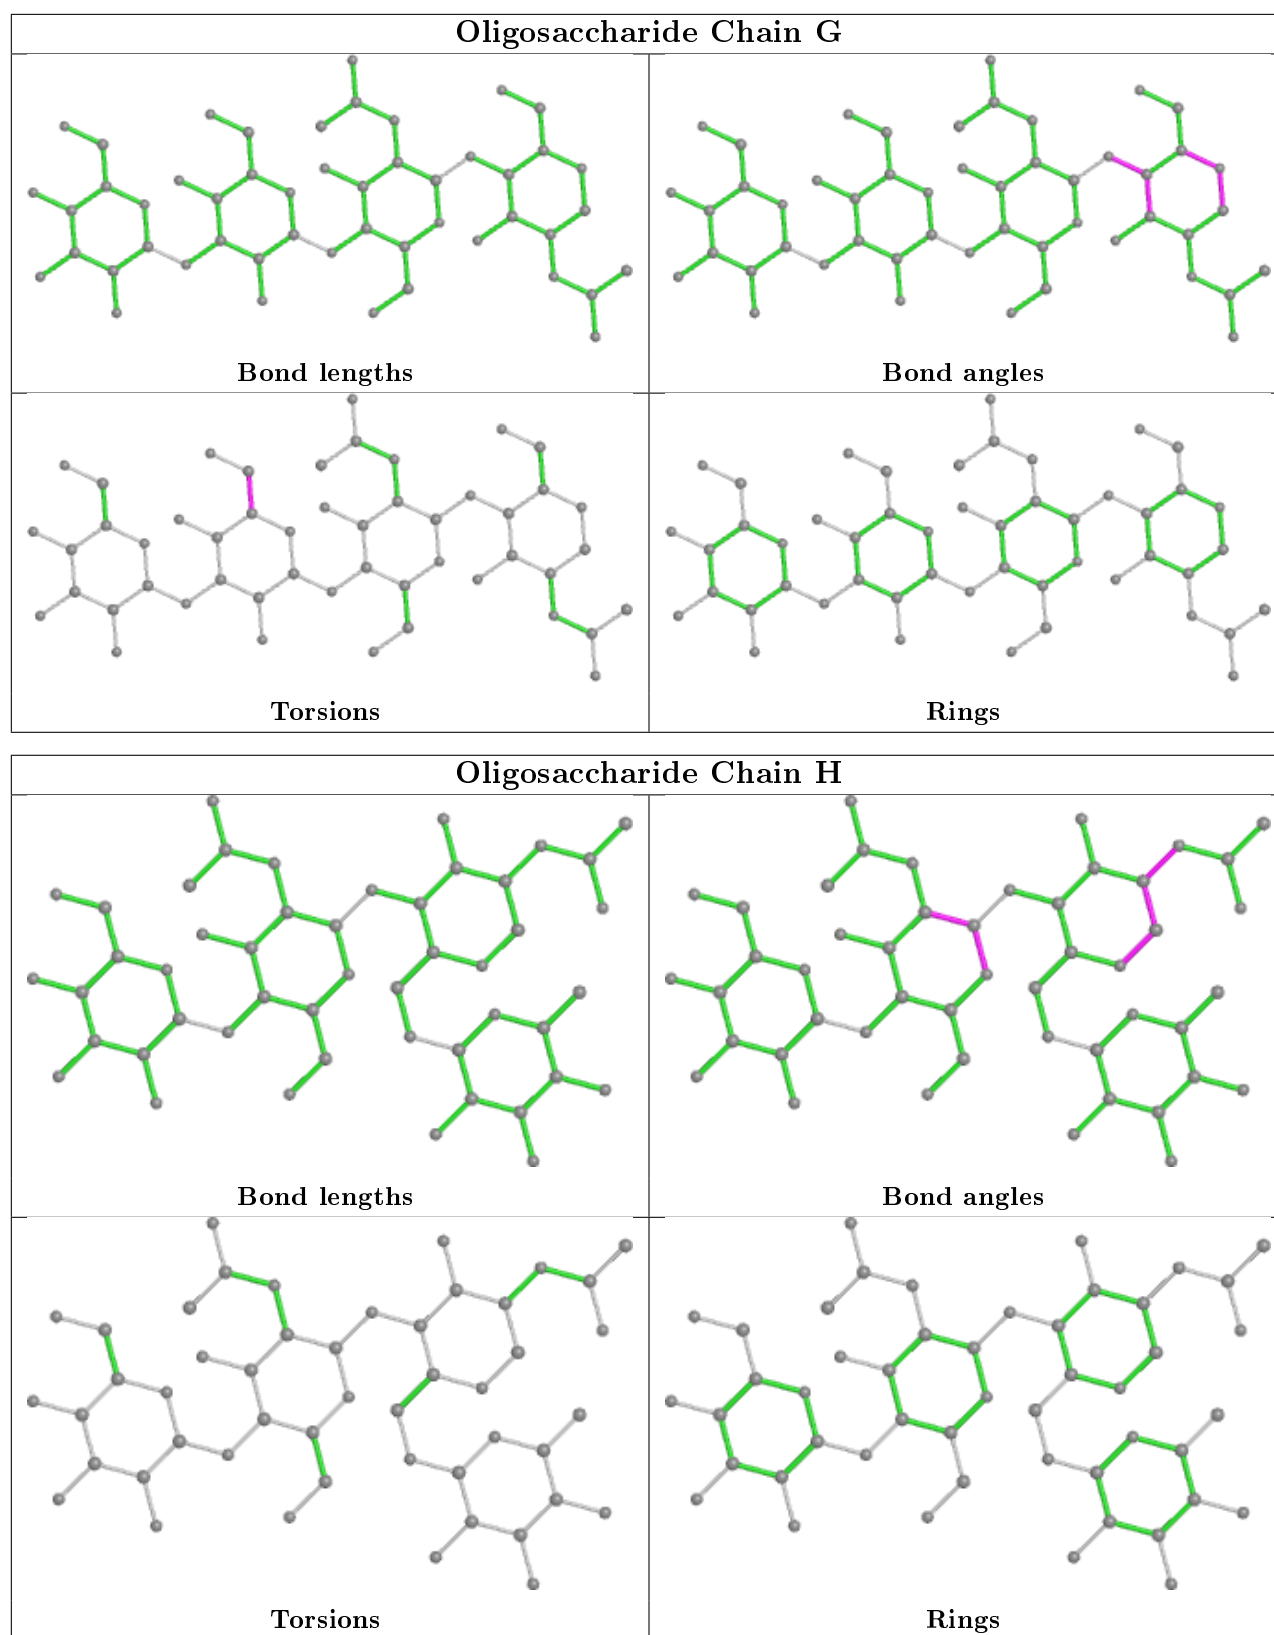 Oligosaccharide Chain G
Bond lengths
Bond angles
Torsions
Rings
Oligosaccharide Chain H
Bond lengths
Bond angles
Torsions
Rings